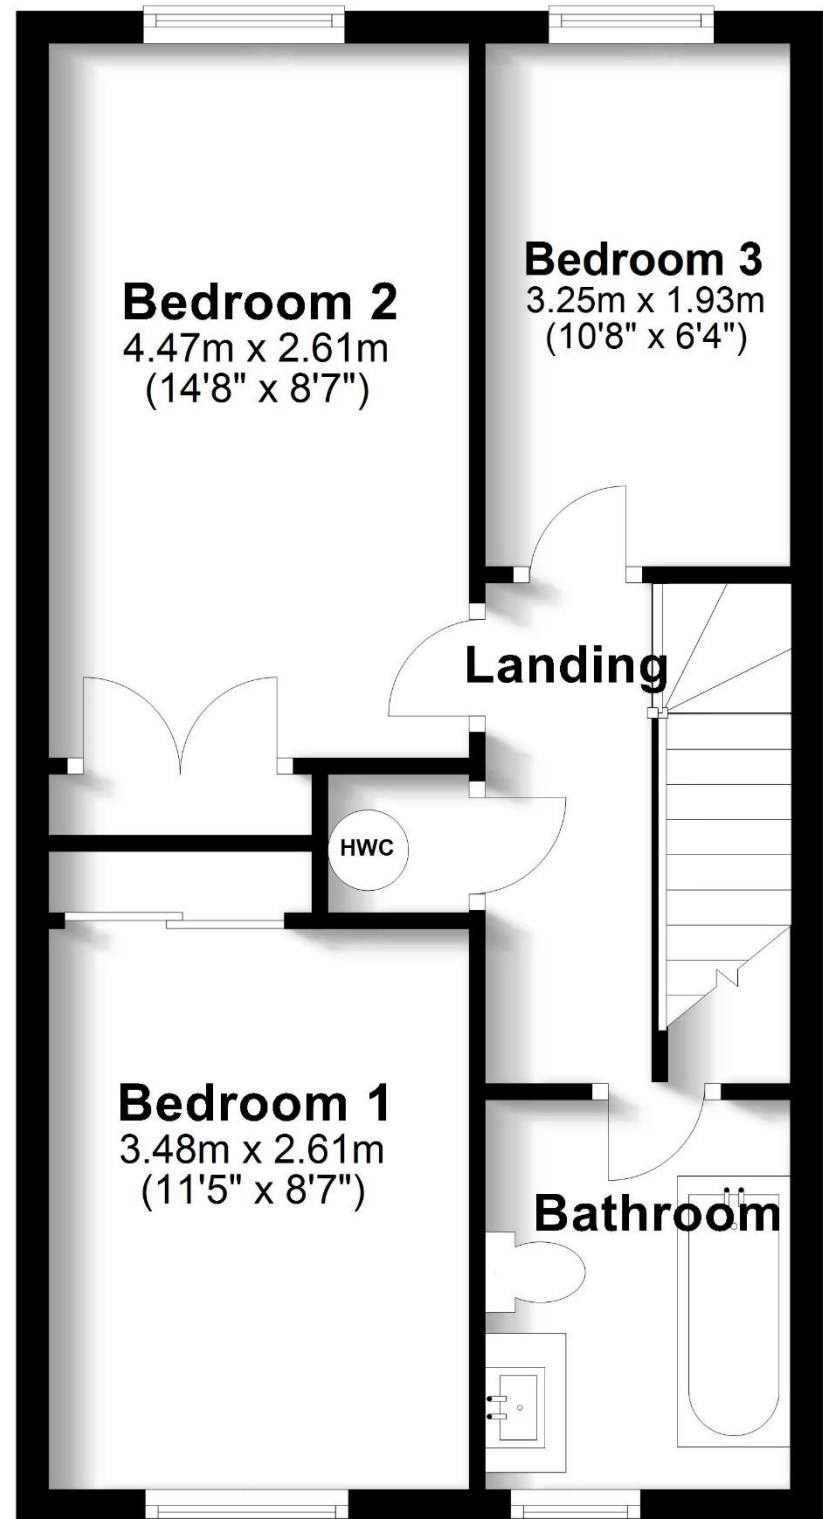 Bedroom 2
4.47m x 2.61m
(14'8" x 8'7")
Bedroom 3
3.25m x 1.93m
(10'8" x 6'4")
Landing
HWC
Bedroom 1
3.48m x 2.61m
(11'5" x 8'7")
Bathroom